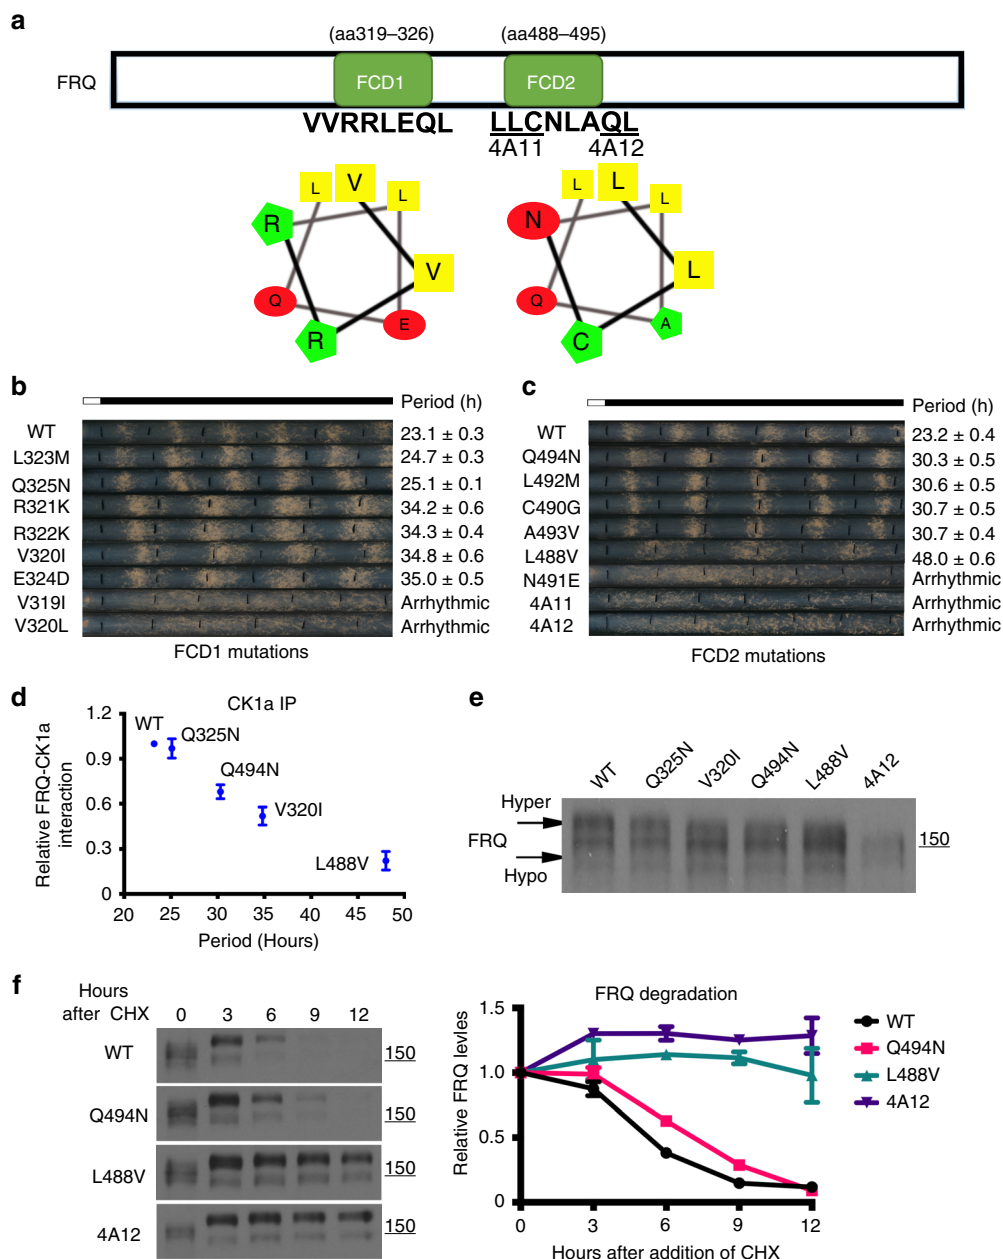 a
(aa319–326) (aa488–495)
FRQ FCD1 FCD2
VVRRLEQL LLCNLAQL
4A11 4A12
L V L L L L
R N
V L
Q E Q A
R C
b
Period (h)
WT 23.1 ± 0.3
L323M 24.7 ± 0.3
Q325N 25.1 ± 0.1
R321K 34.2 ± 0.6
R322K 34.3 ± 0.4
V320I 34.8 ± 0.6
E324D 35.0 ± 0.5
V319I Arrhythmic
V320L Arrhythmic
FCD1 mutations
c
Period (h)
WT 23.2 ± 0.4
Q494N 30.3 ± 0.5
L492M 30.6 ± 0.5
C490G 30.7 ± 0.5
A493V 30.7 ± 0.4
L488V 48.0 ± 0.6
N491E Arrhythmic
4A11 Arrhythmic
4A12 Arrhythmic
FCD2 mutations
d
CK1a IP
Relative FRQ-CK1a
interaction
1.2
0.9
0.6
0.3
0
WT
Q325N
Q494N
V320I
L488V
20 25 30 35 40 45 50
Period (Hours)
e
WT Q325N V320I Q494N L488V 4A12
Hyper
FRQ
Hypo
150
f
Hours
after CHX 0 3 6 9 12
WT 150
Q494N 150
L488V 150
4A12 150
FRQ degradation
Relative FRQ levles
1.5
1.0
0.5
0
0 3 6 9 12
Hours after addition of CHX
WT
Q494N
L488V
4A12